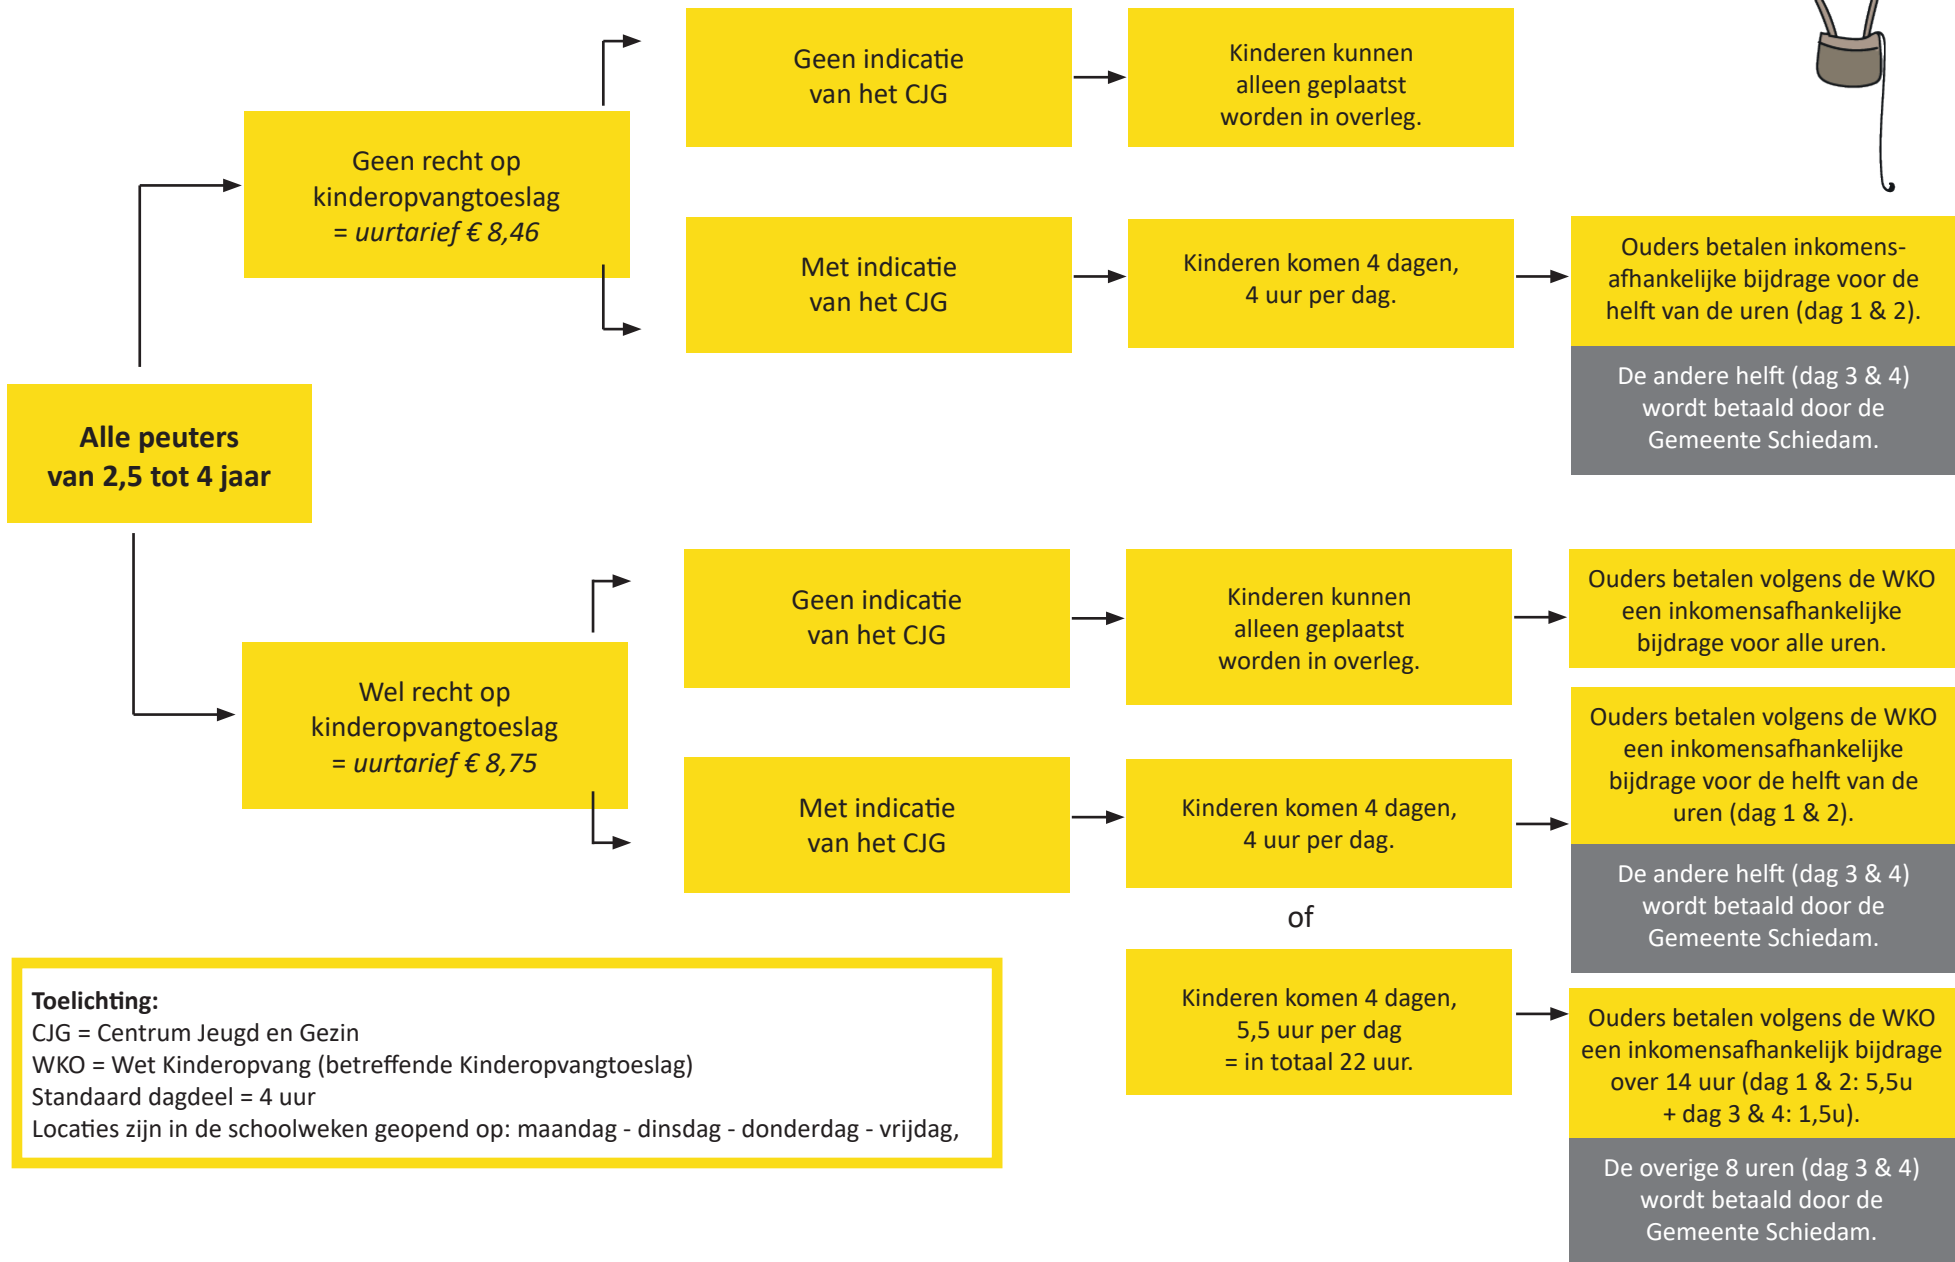 Alle peuters
van 2,5 tot 4 jaar
Geen recht op
kinderopvangtoeslag
= uurtarief € 8,46
Geen indicatie
van het CJG
Kinderen kunnen
alleen geplaatst
worden in overleg.
Met indicatie
van het CJG
Kinderen komen 4 dagen,
4 uur per dag.
Ouders betalen inkomens-
afhankelijke bijdrage voor de
helft van de uren (dag 1 & 2).
De andere helft (dag 3 & 4)
wordt betaald door de
Gemeente Schiedam.
Wel recht op
kinderopvangtoeslag
= uurtarief € 8,75
Geen indicatie
van het CJG
Kinderen kunnen
alleen geplaatst
worden in overleg.
Ouders betalen volgens de WKO
een inkomensafhankelijke
bijdrage voor alle uren.
Met indicatie
van het CJG
Kinderen komen 4 dagen,
4 uur per dag.
Ouders betalen volgens de WKO
een inkomensafhankelijke
bijdrage voor de helft van de
uren (dag 1 & 2).
De andere helft (dag 3 & 4)
wordt betaald door de
Gemeente Schiedam.
of
Kinderen komen 4 dagen,
5,5 uur per dag
= in totaal 22 uur.
Ouders betalen volgens de WKO
een inkomensafhankelijk bijdrage
over 14 uur (dag 1 & 2: 5,5u
+ dag 3 & 4: 1,5u).
De overige 8 uren (dag 3 & 4)
wordt betaald door de
Gemeente Schiedam.
Toelichting:
CJG = Centrum Jeugd en Gezin
WKO = Wet Kinderopvang (betreffende Kinderopvangtoeslag)
Standaard dagdeel = 4 uur
Locaties zijn in de schoolweken geopend op: maandag - dinsdag - donderdag - vrijdag,